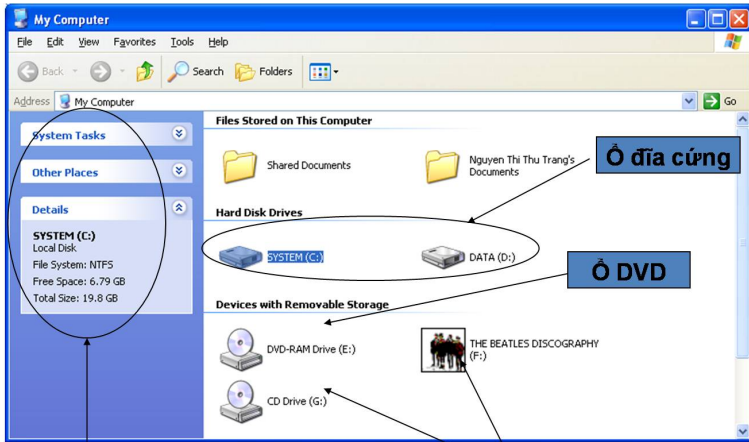 My Computer
File Edit View Favorites Tools Help
Back Search Folders
Address My Computer Go
System Tasks
Other Places
Details
SYSTEM (C:)
Local Disk
File System: NTFS
Free Space: 6.79 GB
Total Size: 19.8 GB
Files Stored on This Computer
Shared Documents
Nguyen Thi Thu Trang's
Documents
Ổ đĩa cứng
Hard Disk Drives
SYSTEM (C:)
DATA (D:)
Ổ DVD
Devices with Removable Storage
DVD-RAM Drive (E:)
THE BEATLES DISCOGRAPHY
(F:)
CD Drive (G:)